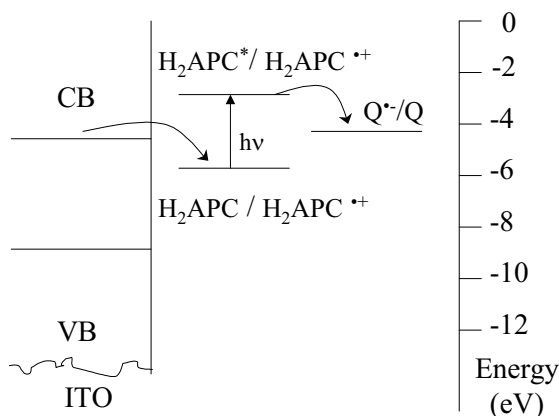 0
H₂APC*/ H₂APC •+
-2
CB
Q•-/Q
-4
hν
-6
H₂APC / H₂APC •+
-8
-10
VB
-12
Energy
ITO
(eV)